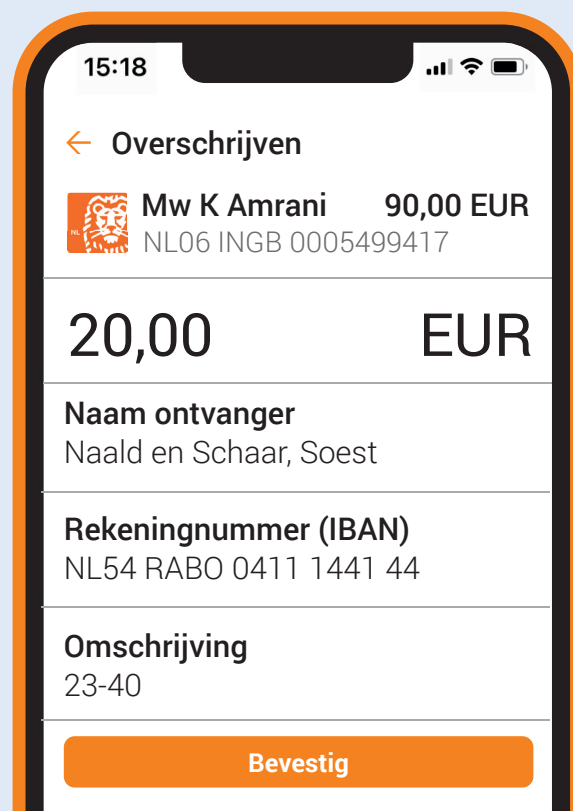 15:18
← Overschrijven
Mw K Amrani 90,00 EUR
NL NL06 INGB 0005499417
20,00 EUR
Naam ontvanger
Naald en Schaar, Soest
Rekeningnummer (IBAN)
NL54 RABO 0411 1441 44
Omschrijving
23-40
Bevestig